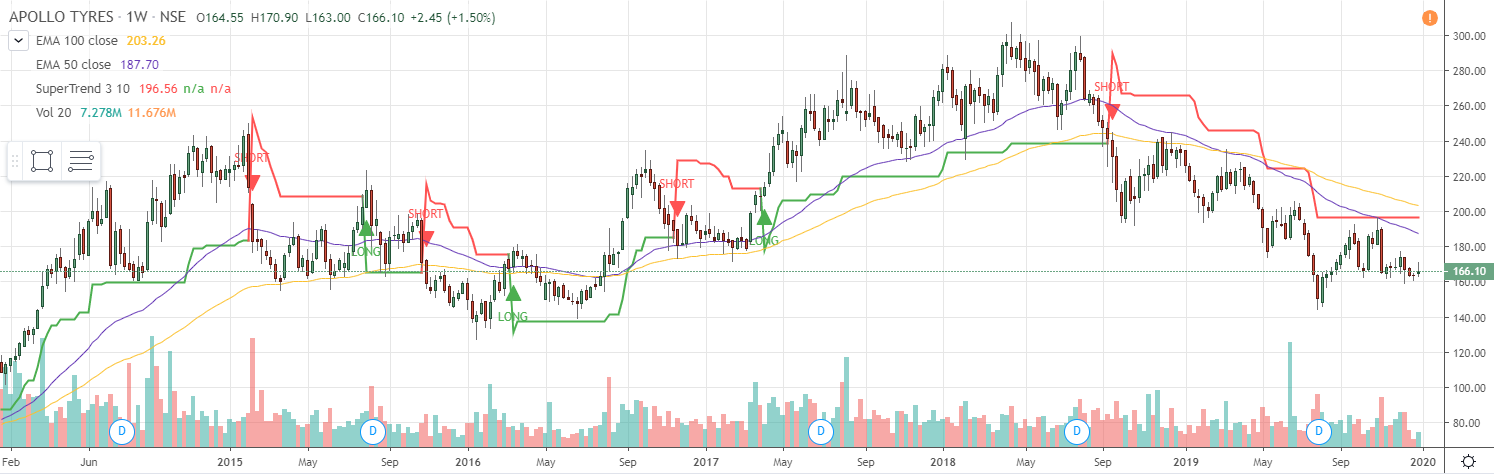 APOLLO TYRES · 1W · NSE O164.55 H170.90 L163.00 C166.10 +2.45 (+1.50%)
EMA 100 close 203.26
EMA 50 close 187.70
SuperTrend 3 10 196.56 n/a n/a
Vol 20 7.278M 11.676M
300.00
280.00
260.00
240.00
220.00
200.00
180.00
166.10
160.00
140.00
120.00
100.00
80.00
SHORT
LONG
SHORT
LONG
SHORT
LONG
SHORT
D D D D D
Feb Jun 2015 May Sep 2016 May Sep 2017 May Sep 2018 May Sep 2019 May Sep 2020